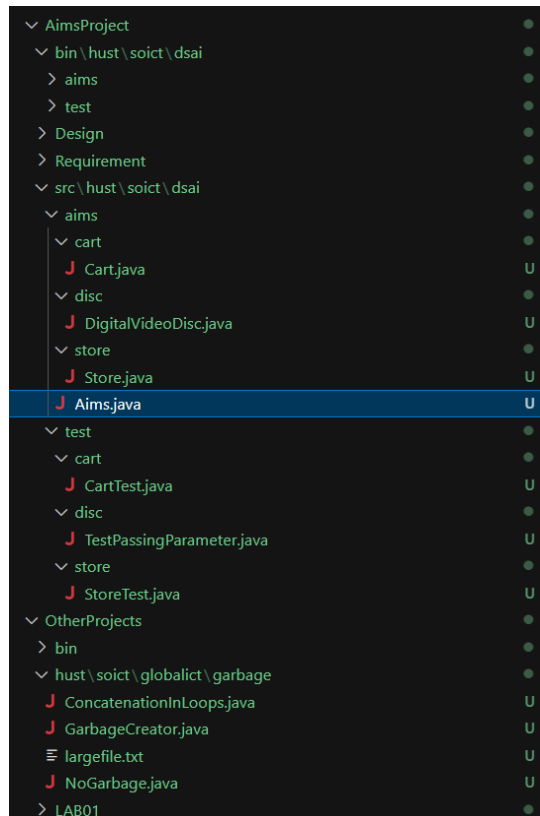 AimsProject
bin\hust\soict\dsai
aims
test
Design
Requirement
src\hust\soict\dsai
aims
cart
J Cart.java U
disc
J DigitalVideoDisc.java U
store
J Store.java U
J Aims.java U
test
cart
J CartTest.java U
disc
J TestPassingParameter.java U
store
J StoreTest.java U
OtherProjects
bin
hust\soict\globalict\garbage
J ConcatenationInLoops.java U
J GarbageCreator.java U
largefile.txt U
J NoGarbage.java U
LAB01